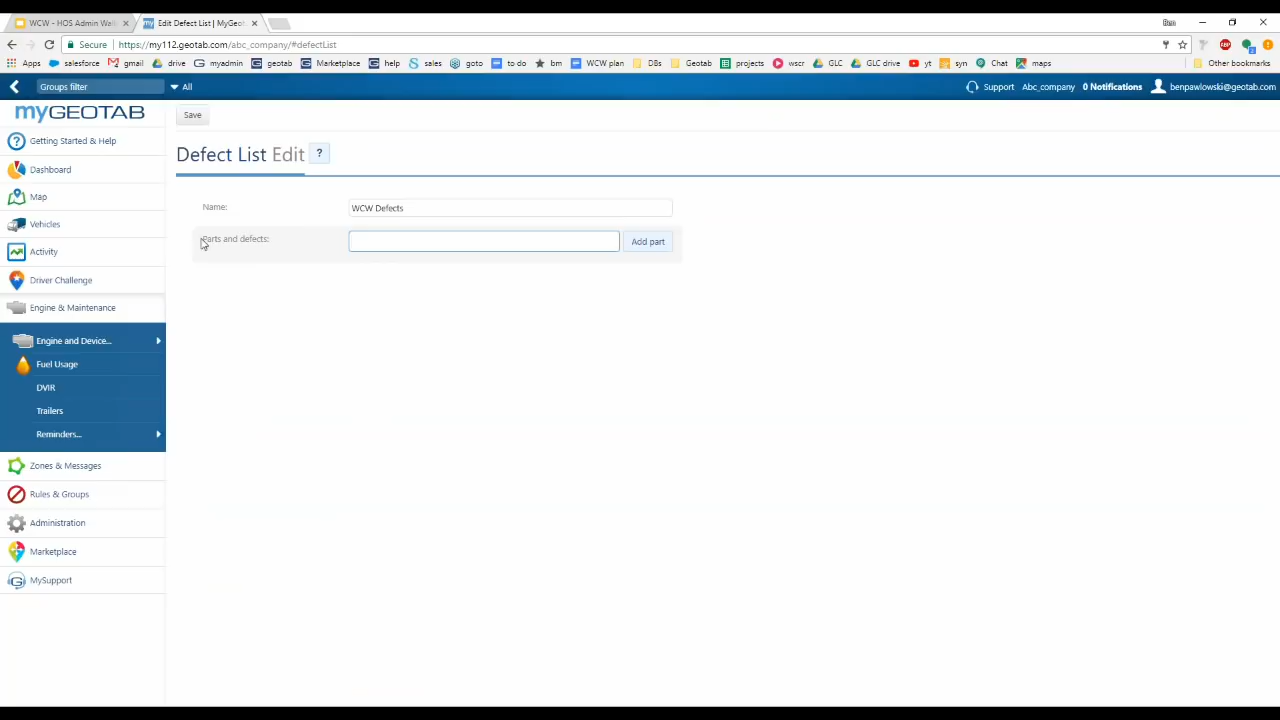 WCW - HOS Admin Wal
Edit Defect List | MyGeo
Ben
Secure | https://my112.geotab.com/abc_company/#defectList
Apps salesforce gmail drive myadmin geotab Marketplace help sales goto to do bm WCW plan DBs Geotab projects wscr GLC GLC drive yt syn Chat maps Other bookmarks
Groups filter All Support Abc_company 0 Notifications benpawlowski@geotab.com
myGEOTAB
Save
Getting Started & Help
Defect List Edit ?
Dashboard
Map
Name: WCW Defects
Vehicles
Parts and defects: Add part
Activity
Driver Challenge
Engine & Maintenance
Engine and Device...
Fuel Usage
DVIR
Trailers
Reminders...
Zones & Messages
Rules & Groups
Administration
Marketplace
MySupport